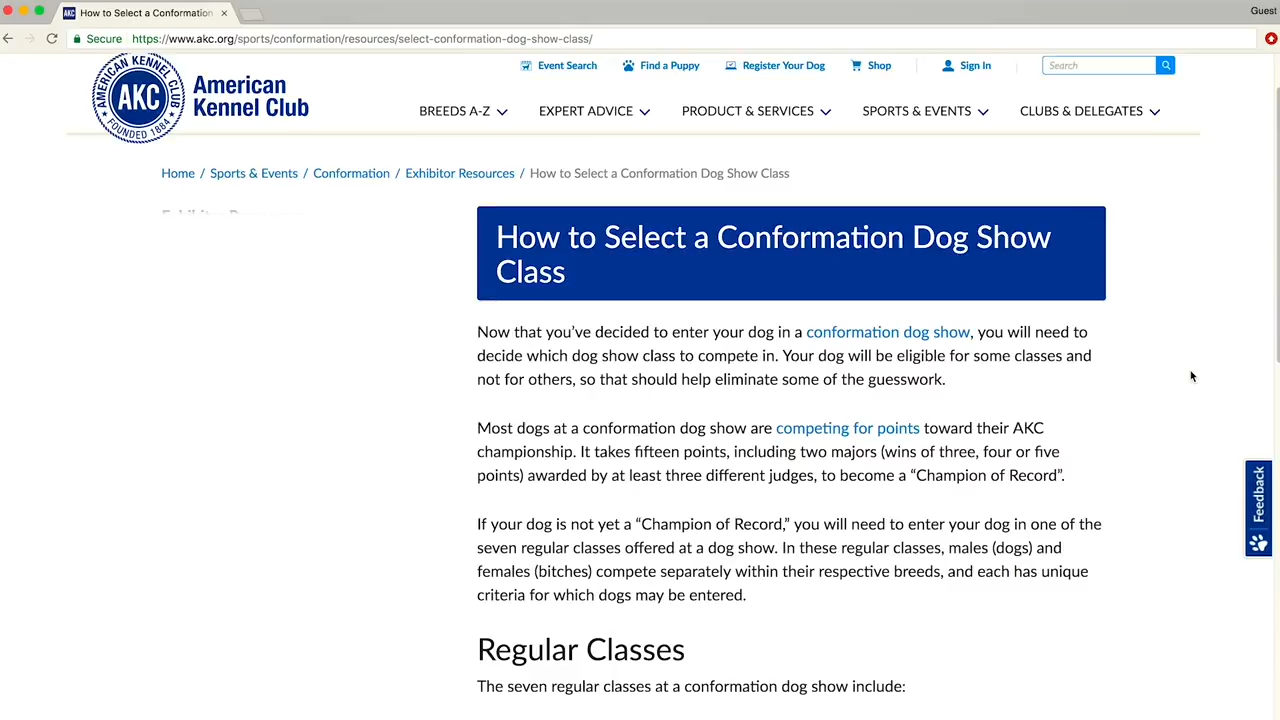 How to Select a Conformation
Guest
Secure https://www.akc.org/sports/conformation/resources/select-conformation-dog-show-class/
AMERICAN KENNEL CLUB
AKC
FOUNDED 1884
American
Kennel Club
Event Search
Find a Puppy
Register Your Dog
Shop
Sign In
Search
BREEDS A-Z
EXPERT ADVICE
PRODUCT & SERVICES
SPORTS & EVENTS
CLUBS & DELEGATES
Home / Sports & Events / Conformation / Exhibitor Resources / How to Select a Conformation Dog Show Class
How to Select a Conformation Dog Show
Class
Now that you’ve decided to enter your dog in a conformation dog show, you will need to
decide which dog show class to compete in. Your dog will be eligible for some classes and
not for others, so that should help eliminate some of the guesswork.
Most dogs at a conformation dog show are competing for points toward their AKC
championship. It takes fifteen points, including two majors (wins of three, four or five
points) awarded by at least three different judges, to become a “Champion of Record”.
If your dog is not yet a “Champion of Record,” you will need to enter your dog in one of the
seven regular classes offered at a dog show. In these regular classes, males (dogs) and
females (bitches) compete separately within their respective breeds, and each has unique
criteria for which dogs may be entered.
Feedback
Regular Classes
The seven regular classes at a conformation dog show include: